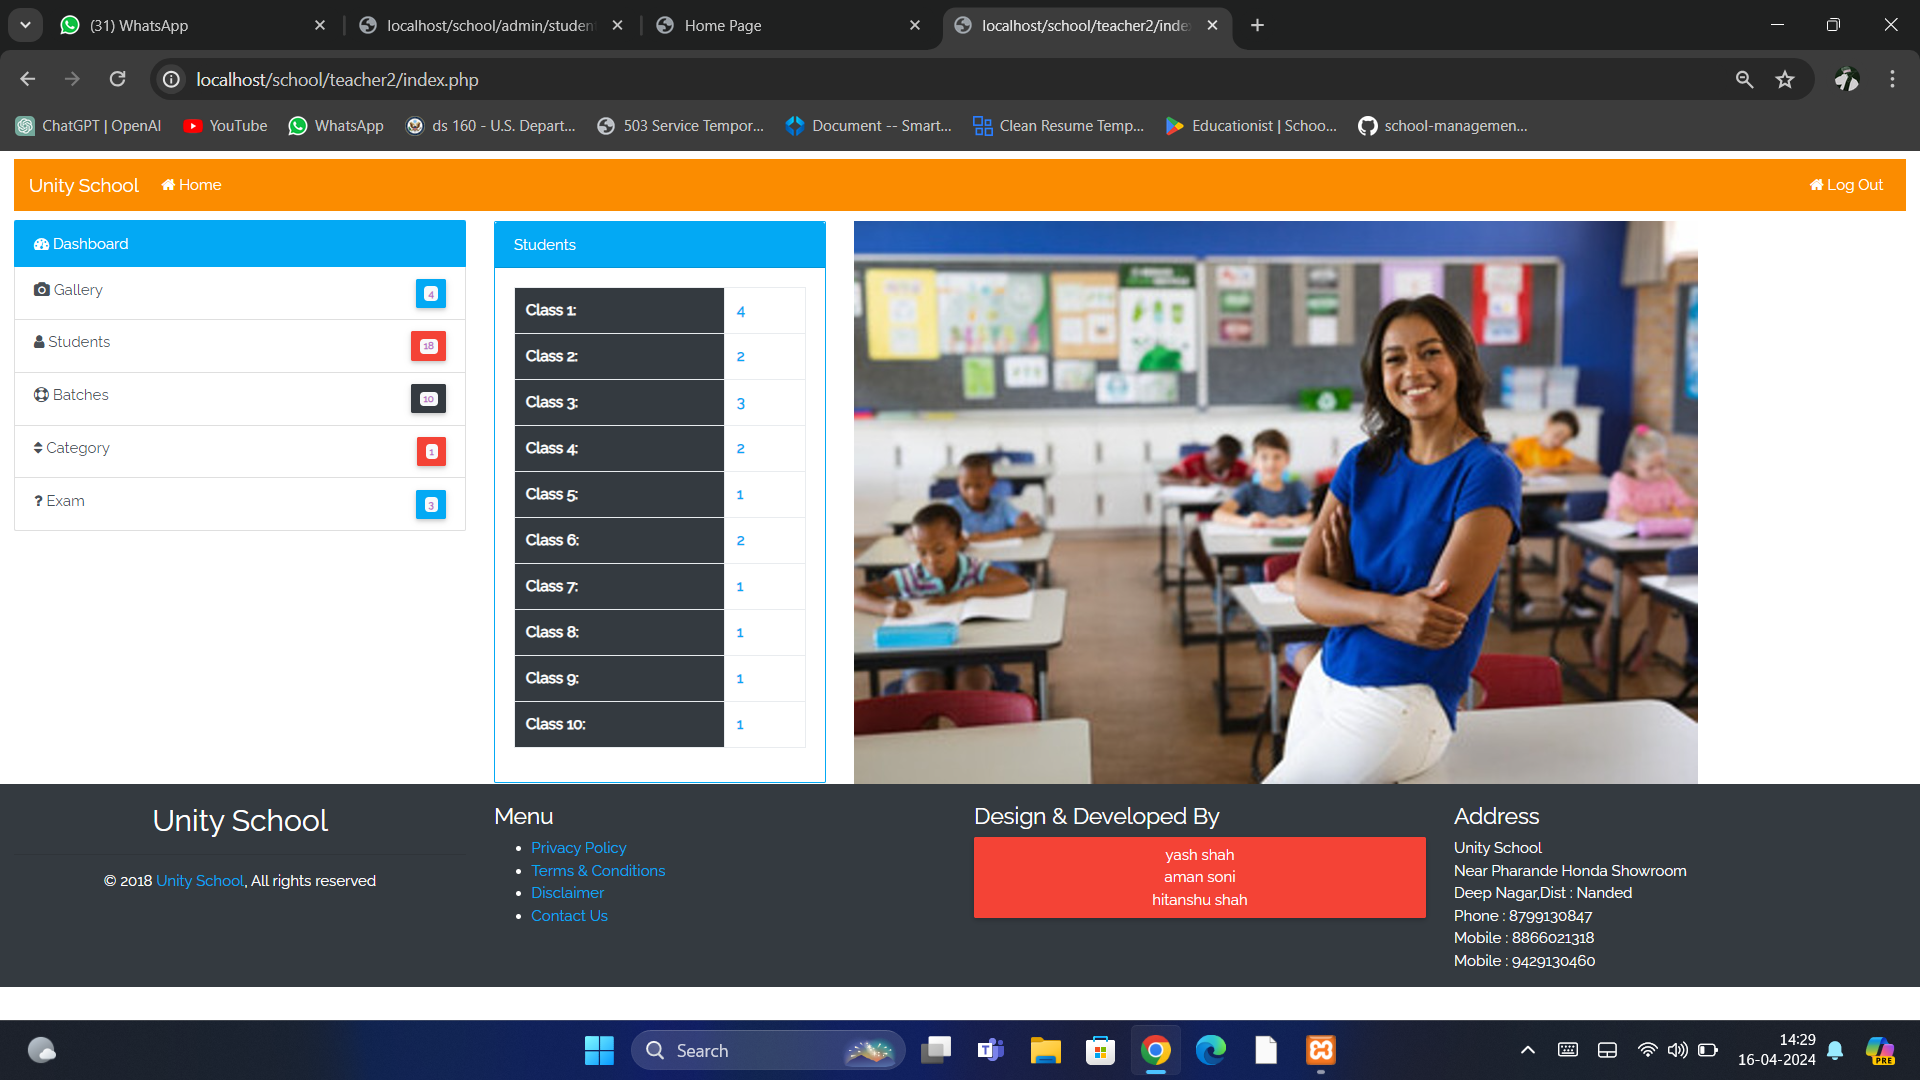 (31) WhatsApp
localhost/school/admin/studen
Home Page
localhost/school/teacher2/inde
localhost/school/teacher2/index.php
ChatGPT | OpenAI
YouTube
WhatsApp
ds 160 - U.S. Depart...
503 Service Tempor...
Document -- Smart...
Clean Resume Temp...
Educationist | Schoo...
school-managemen...
Unity School
Home
Log Out
Dashboard
Gallery 4
Students 18
Batches 10
Category 1
? Exam 3
Students
Class 1: 4
Class 2: 2
Class 3: 3
Class 4: 2
Class 5: 1
Class 6: 2
Class 7: 1
Class 8: 1
Class 9: 1
Class 10: 1
Unity School
© 2018 Unity School, All rights reserved
Menu
Privacy Policy
Terms & Conditions
Disclaimer
Contact Us
Design & Developed By
yash shah
aman soni
hitanshu shah
Address
Unity School
Near Pharande Honda Showroom
Deep Nagar,Dist : Nanded
Phone : 8799130847
Mobile : 8866021318
Mobile : 9429130460
Search
14:29
16-04-2024
PRE